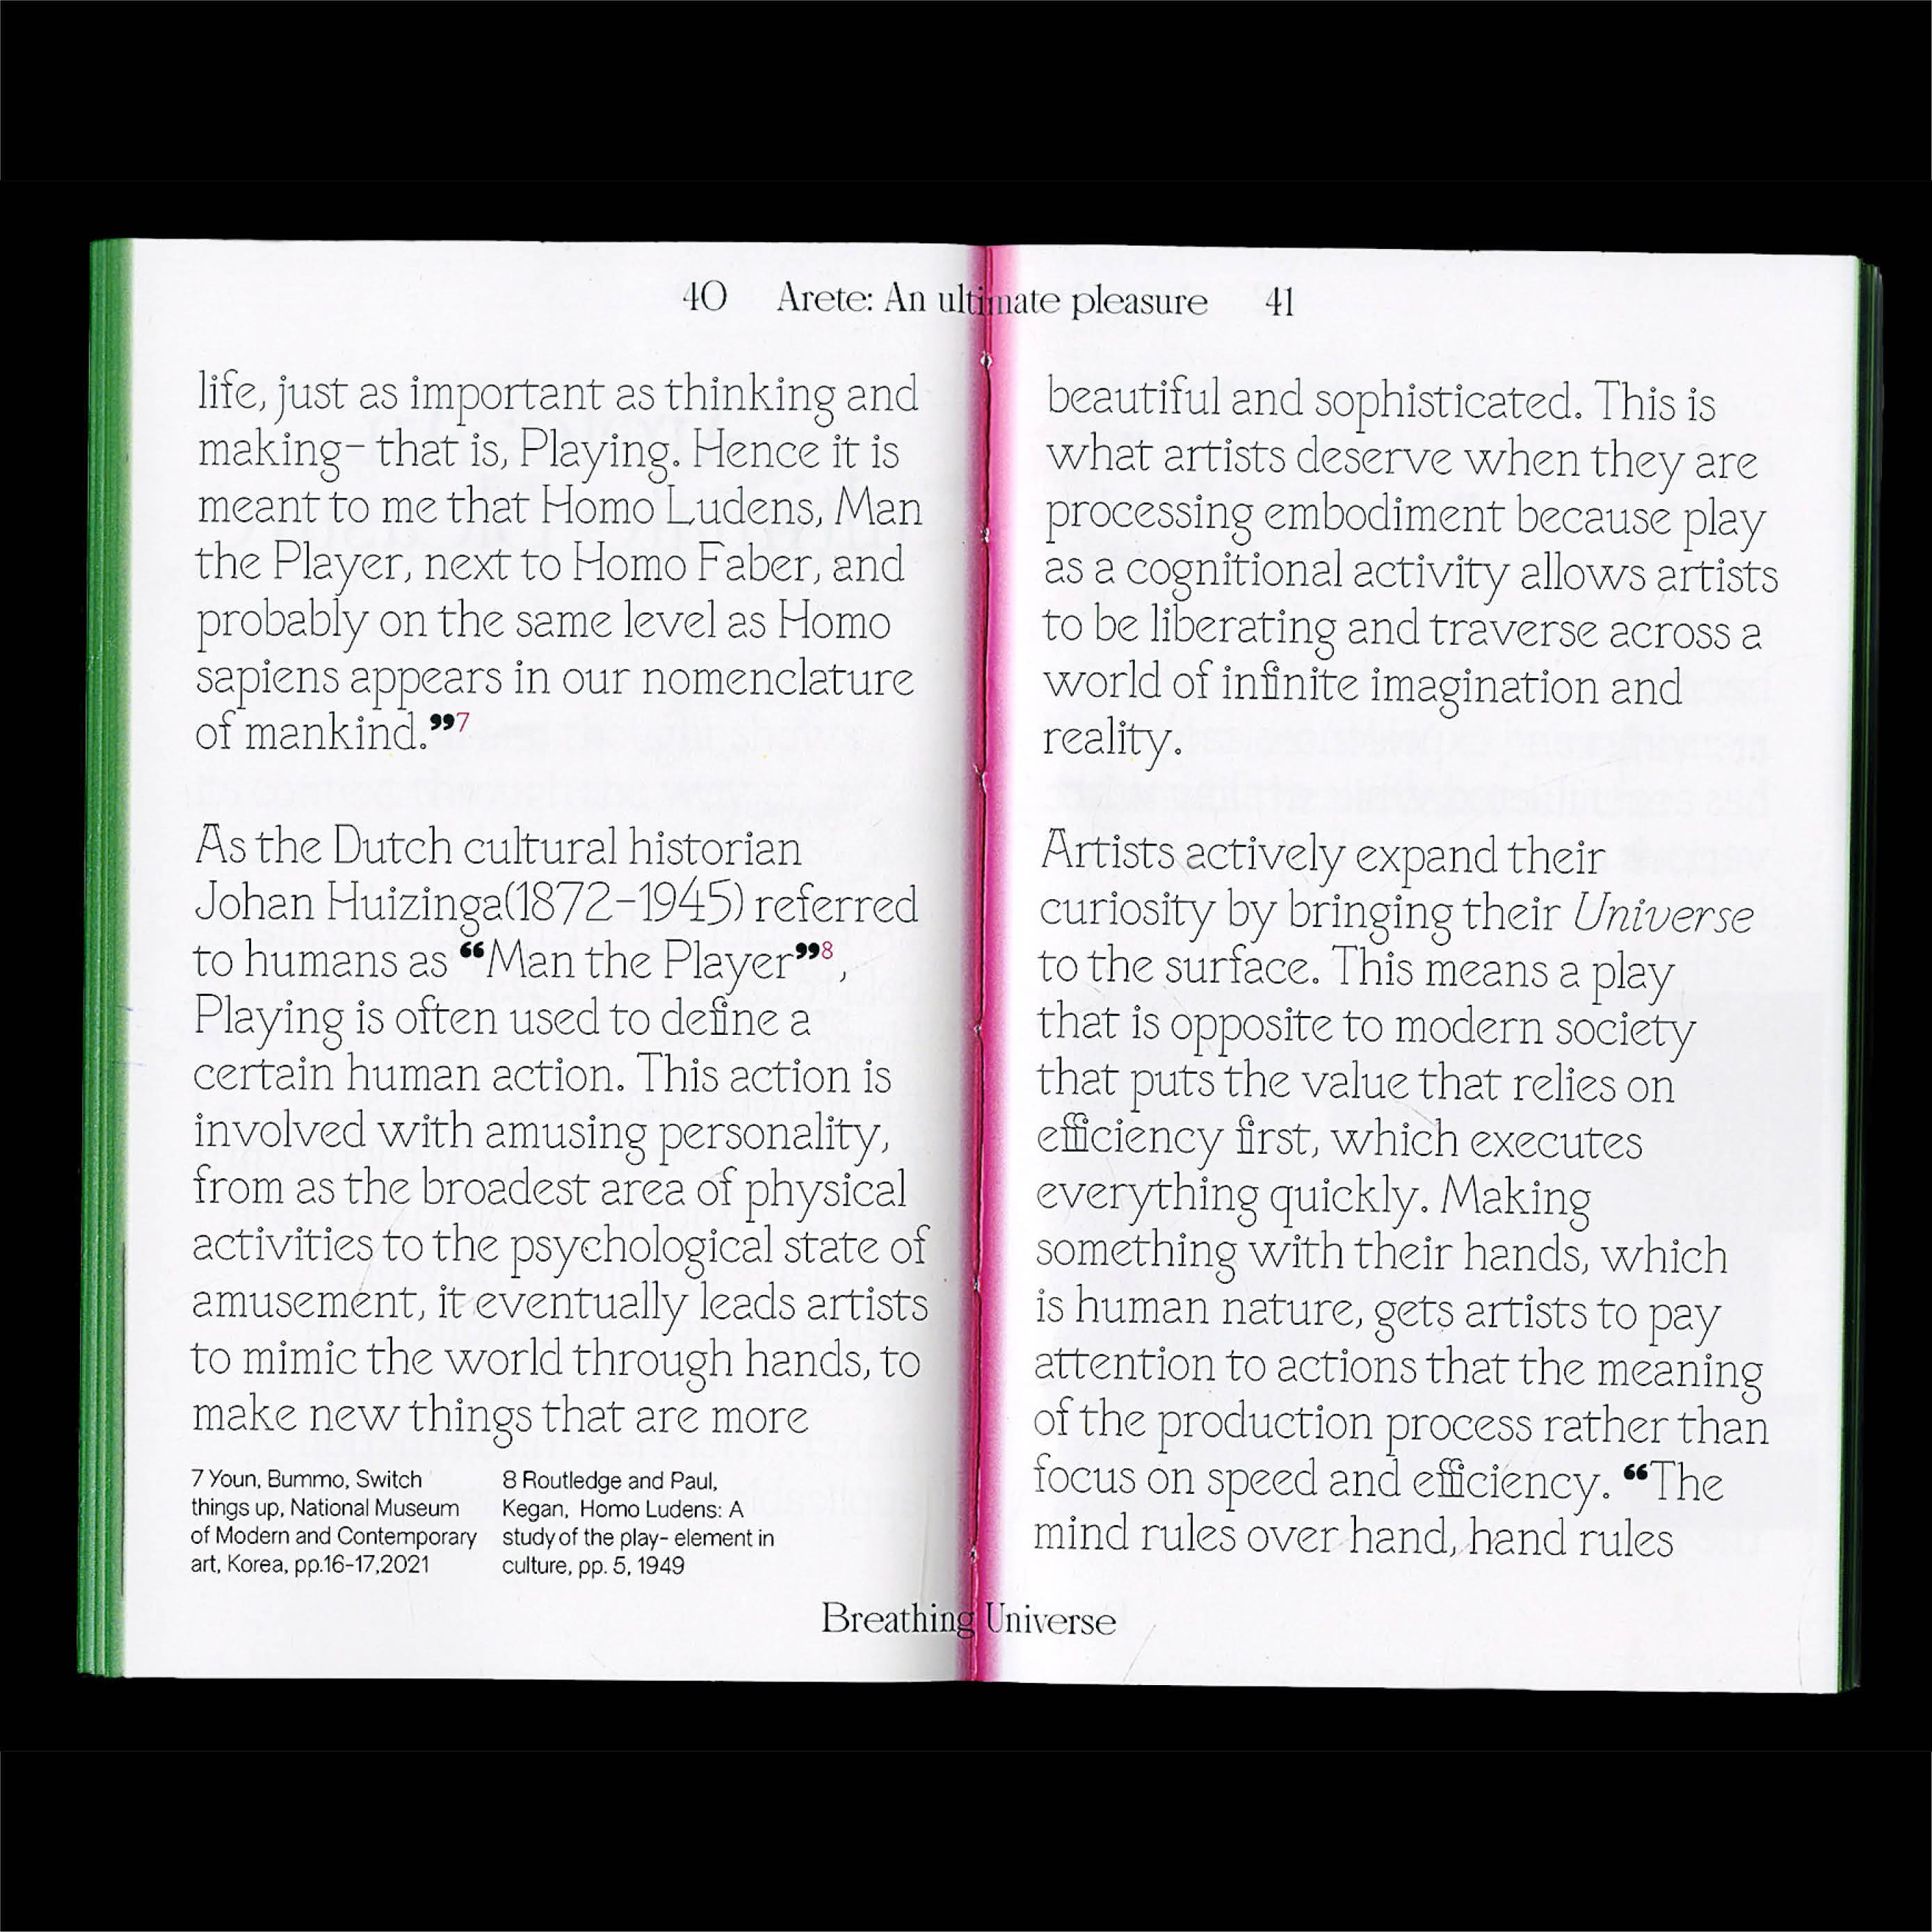 40 Arete: An ultimate pleasure 41
life, just as important as thinking and
making- that is, Playing. Hence it is
meant to me that Homo Ludens, Man
the Player, next to Homo Faber, and
probably on the same level as Homo
sapiens appears in our nomenclature
of mankind.”7
As the Dutch cultural historian
Johan Huizinga(1872-1945) referred
to humans as “Man the Player”8,
Playing is often used to define a
certain human action. This action is
involved with amusing personality,
from as the broadest area of physical
activities to the psychological state of
amusement, it eventually leads artists
to mimic the world through hands, to
make new things that are more
7 Youn, Bummo, Switch
things up, National Museum
of Modern and Contemporary
art, Korea, pp.16-17,2021
8 Routledge and Paul,
Kegan, Homo Ludens: A
study of the play- element in
culture, pp. 5, 1949
beautiful and sophisticated. This is
what artists deserve when they are
processing embodiment because play
as a cognitional activity allows artists
to be liberating and traverse across a
world of infinite imagination and
reality.
Artists actively expand their
curiosity by bringing their Universe
to the surface. This means a play
that is opposite to modern society
that puts the value that relies on
efficiency first, which executes
everything quickly. Making
something with their hands, which
is human nature, gets artists to pay
attention to actions that the meaning
of the production process rather than
focus on speed and efficiency. “The
mind rules over hand, hand rules
Breathing Universe